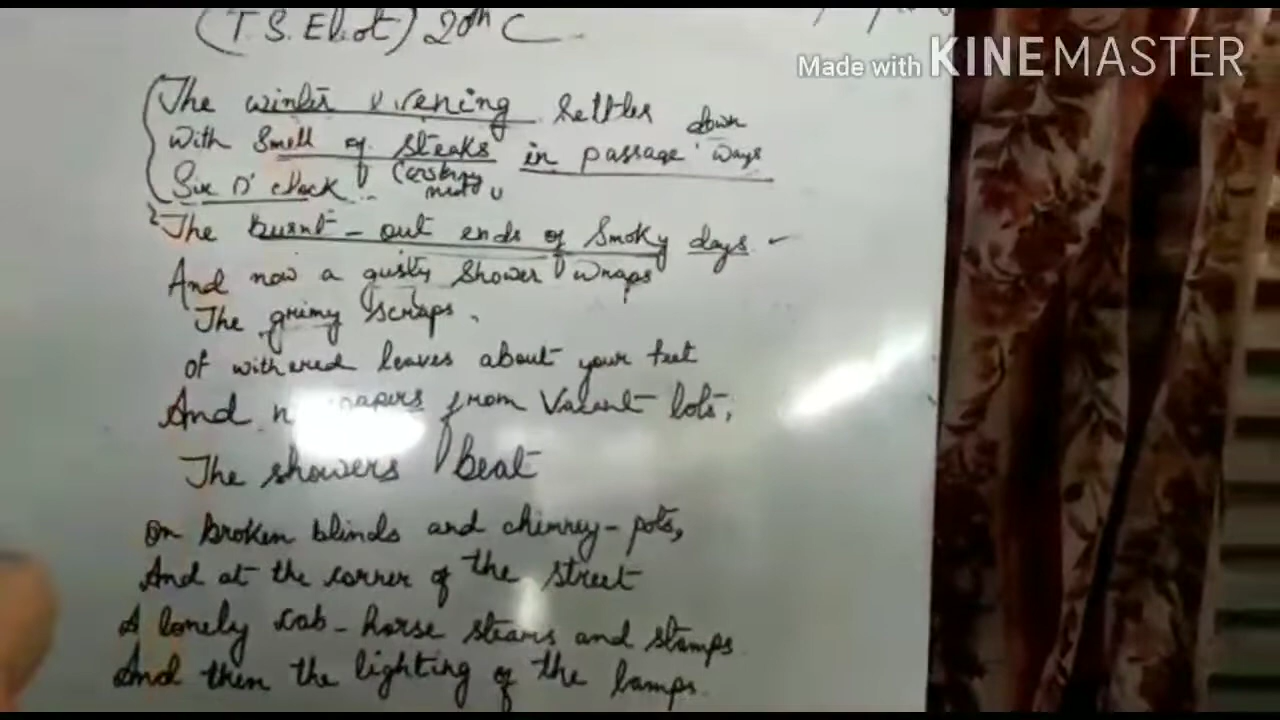 (T.S. Eliot) 20th C
Made with KINEMASTER
The winter evening settles down
with smell of steaks in passage ways
Six O' clock
The burnt-out ends of smoky days.
And now a gusty shower wraps
The grimy scraps.
of withered leaves about your feet
And from Vacant lots;
The showers beat
on broken blinds and chimney-pots,
And at the corner of the street
A lonely cab-horse steams and stamps
And then the lighting of the lamps.